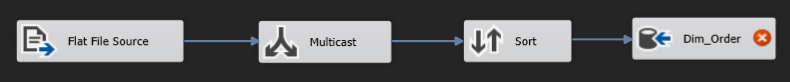 Flat File Source
Multicast
Sort
Dim_Order